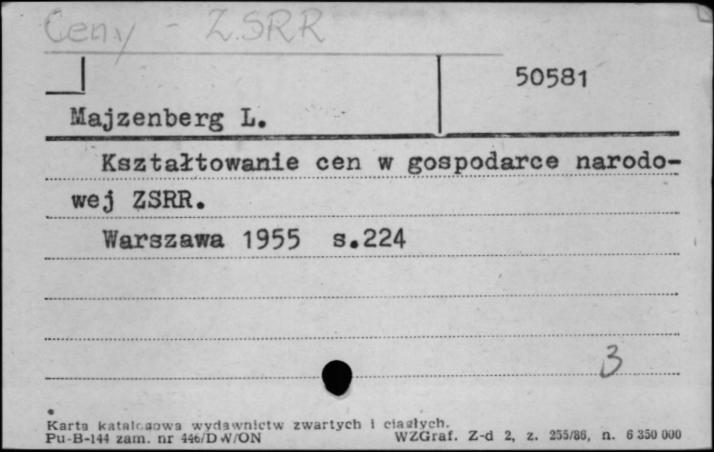 Ceny - ZSRR
50581
Majzenberg L.
Kształtowanie cen w gospodarce narodo-
wej ZSRR.
Warszawa 1955 s.224
3
Karta katalogowa wydawnictw zwartych i ciągłych.
Pu-B-144 zam. nr 446/DW/ON
WZGraf. Z-d 2, z. 255/86, n. 6 350 000